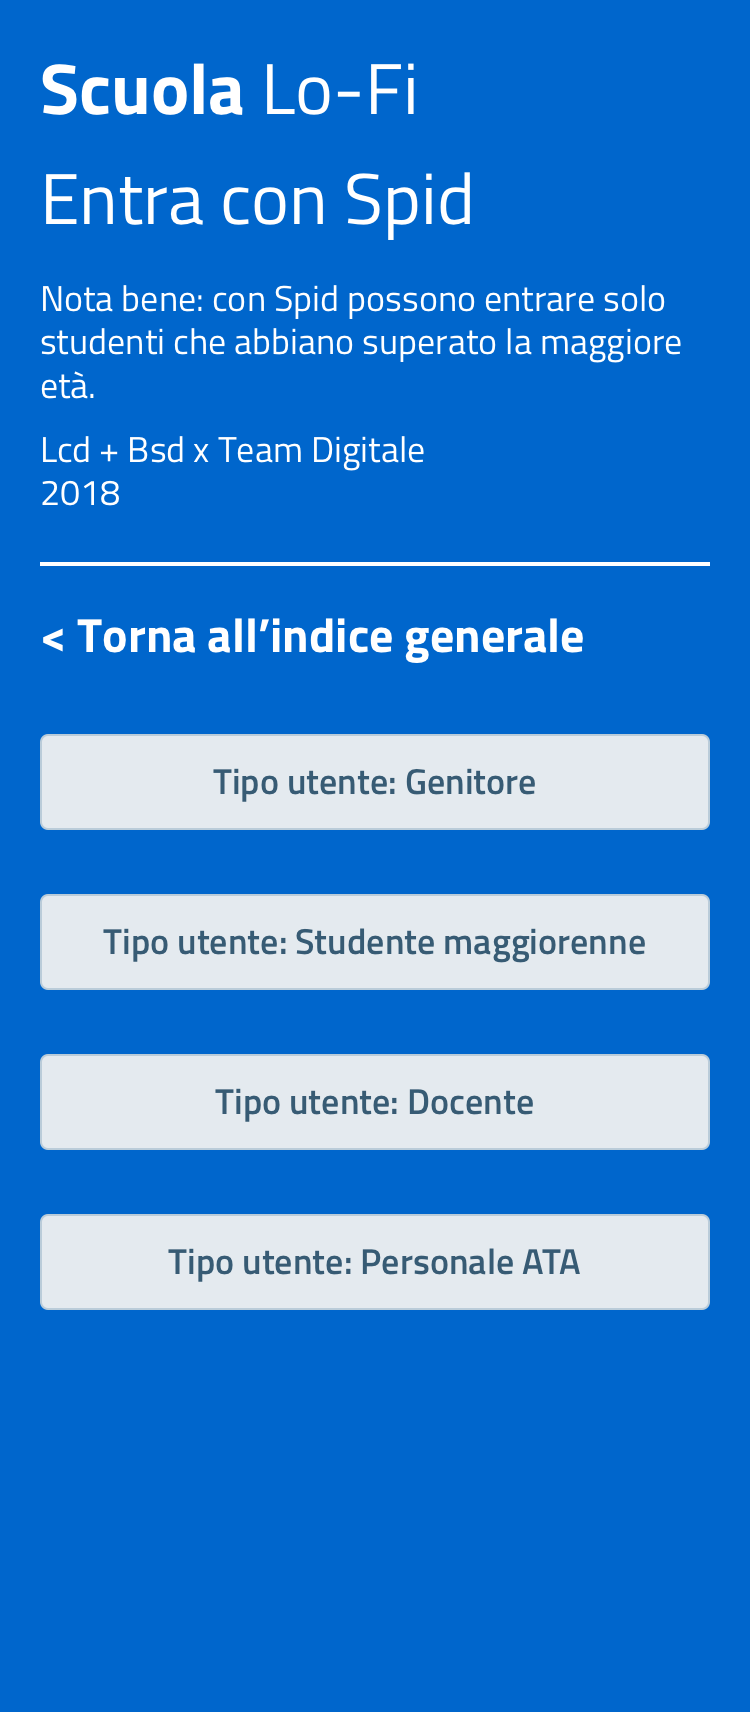 Scuola Lo-Fi
Entra con Spid
Nota bene: con Spid possono entrare solo
studenti che abbiano superato la maggiore
età.
Lcd + Bsd x Team Digitale
2018
< Torna all’indice generale
Tipo utente: Genitore
Tipo utente: Studente maggiorenne
Tipo utente: Docente
Tipo utente: Personale ATA